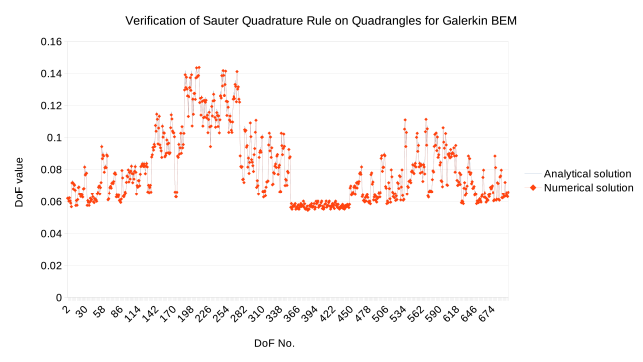 Verification of Sauter Quadrature Rule on Quadrangles for Galerkin BEM
0.16
0.14
0.12
0.1
0.08
0.06
0.04
0.02
0
DoF value
2 30 58 86 114 142 170 198 226 254 282 310 338 366 394 422 450 478 506 534 562 590 618 646 674
DoF No.
Analytical solution
Numerical solution